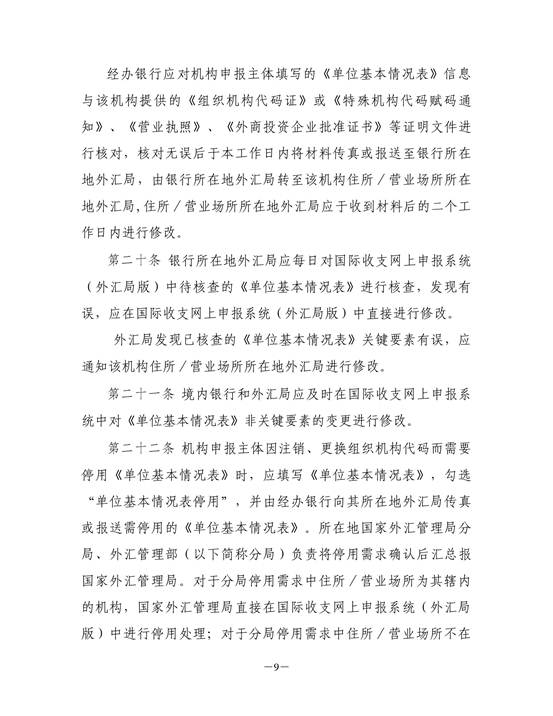 经办银行应对机构申报主体填写的《单位基本情况表》信息
与该机构提供的《组织机构代码证》或《特殊机构代码赋码通
知》、《营业执照》、《外商投资企业批准证书》等证明文件进
行核对，核对无误后于本工作日内将材料传真或报送至银行所在
地外汇局，由银行所在地外汇局转至该机构住所／营业场所所在
地外汇局,住所／营业场所所在地外汇局应于收到材料后的二个工
作日内进行修改。
第二十条 银行所在地外汇局应每日对国际收支网上申报系统
（外汇局版）中待核查的《单位基本情况表》进行核查，发现有
误，应在国际收支网上申报系统（外汇局版）中直接进行修改。
外汇局发现已核查的《单位基本情况表》关键要素有误，应
通知该机构住所／营业场所所在地外汇局进行修改。
第二十一条 境内银行和外汇局应及时在国际收支网上申报系
统中对《单位基本情况表》非关键要素的变更进行修改。
第二十二条 机构申报主体因注销、更换组织机构代码而需要
停用《单位基本情况表》时，应填写《单位基本情况表》，勾选
“单位基本情况表停用”，并由经办银行向其所在地外汇局传真
或报送需停用的《单位基本情况表》。所在地国家外汇管理局分
局、外汇管理部（以下简称分局）负责将停用需求确认后汇总报
国家外汇管理局。对于分局停用需求中住所／营业场所为其辖内
的机构，国家外汇管理局直接在国际收支网上申报系统（外汇局
版）中进行停用处理；对于分局停用需求中住所／营业场所不在
—9—